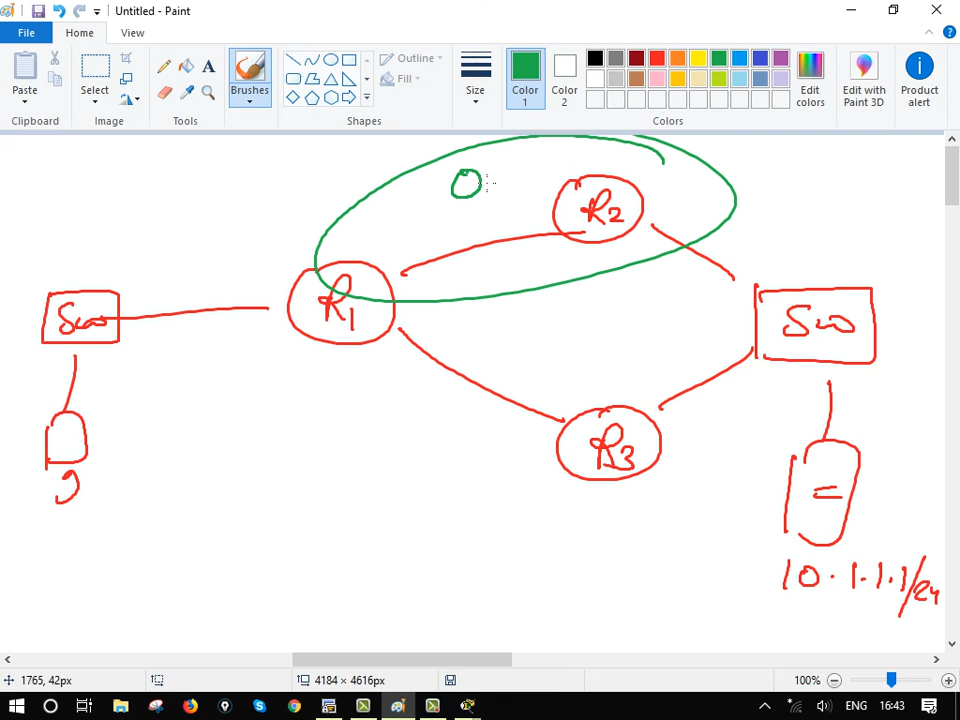 Untitled - Paint
File
Home
View
Paste
Clipboard
Select
Image
Tools
Brushes
Shapes
Outline
Fill
Size
Color 1
Color 2
Colors
Edit colors
Edit with Paint 3D
Product alert
O
R2
R1
SW
SW
R3
10.1.1.1/24
1765, 42px
4184 × 4616px
100%
ENG
16:43